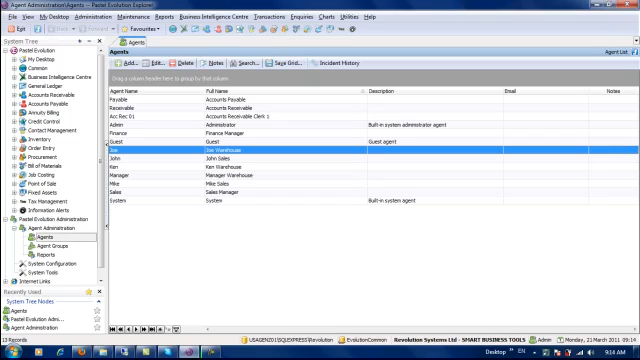 Agent Administration\Agents - Pastel Evolution Explorer
File View My Desktop Administration Maintenance Reports Business Intelligence Centre Transactions Enquiries Charts Utilities Help
Exit Back Forward Favourites
System Tree
Agents
Pastel Evolution
My Desktop
Common
Business Intelligence Centre
General Ledger
Accounts Receivable
Accounts Payable
Annuity Billing
Credit Control
Contact Management
Inventory
Order Entry
Procurement
Bill of Materials
Job Costing
Point of Sale
Fixed Assets
Tax Management
Information Alerts
Pastel Evolution Administration
Agent Administration
Agents
Agent Groups
Reports
System Configuration
System Tools
Internet Links
Recently Used
System Tree Nodes
Agents
Pastel Evolution Admi...
Agent Administration
Agents Agent List
Add... Edit... Delete Notes Search... Save Grid... Incident History
Drag a column header here to group by that column
Agent Name Full Name Description Email Notes
Payable Accounts Payable
Receivable Accounts Receivable
Acc Rec 01 Accounts Receivable Clerk 1
Admin Administrator Built-in system administrator agent
Finance Finance Manager
Guest Guest Guest agent
Joe Joe Warehouse
John John Sales
Ken Ken Warehouse
Manager Manager Warehouse
Mike Mike Sales
Sales Sales Manager
System System Built-in system agent
13 Records USAGENZ01\SQLEXPRESS\Revolution EvolutionCommon Revolution Systems Ltd - SMART BUSINESS TOOLS Admin Monday, 21 March 2011 09:14
Desktop » EN 9:14 AM